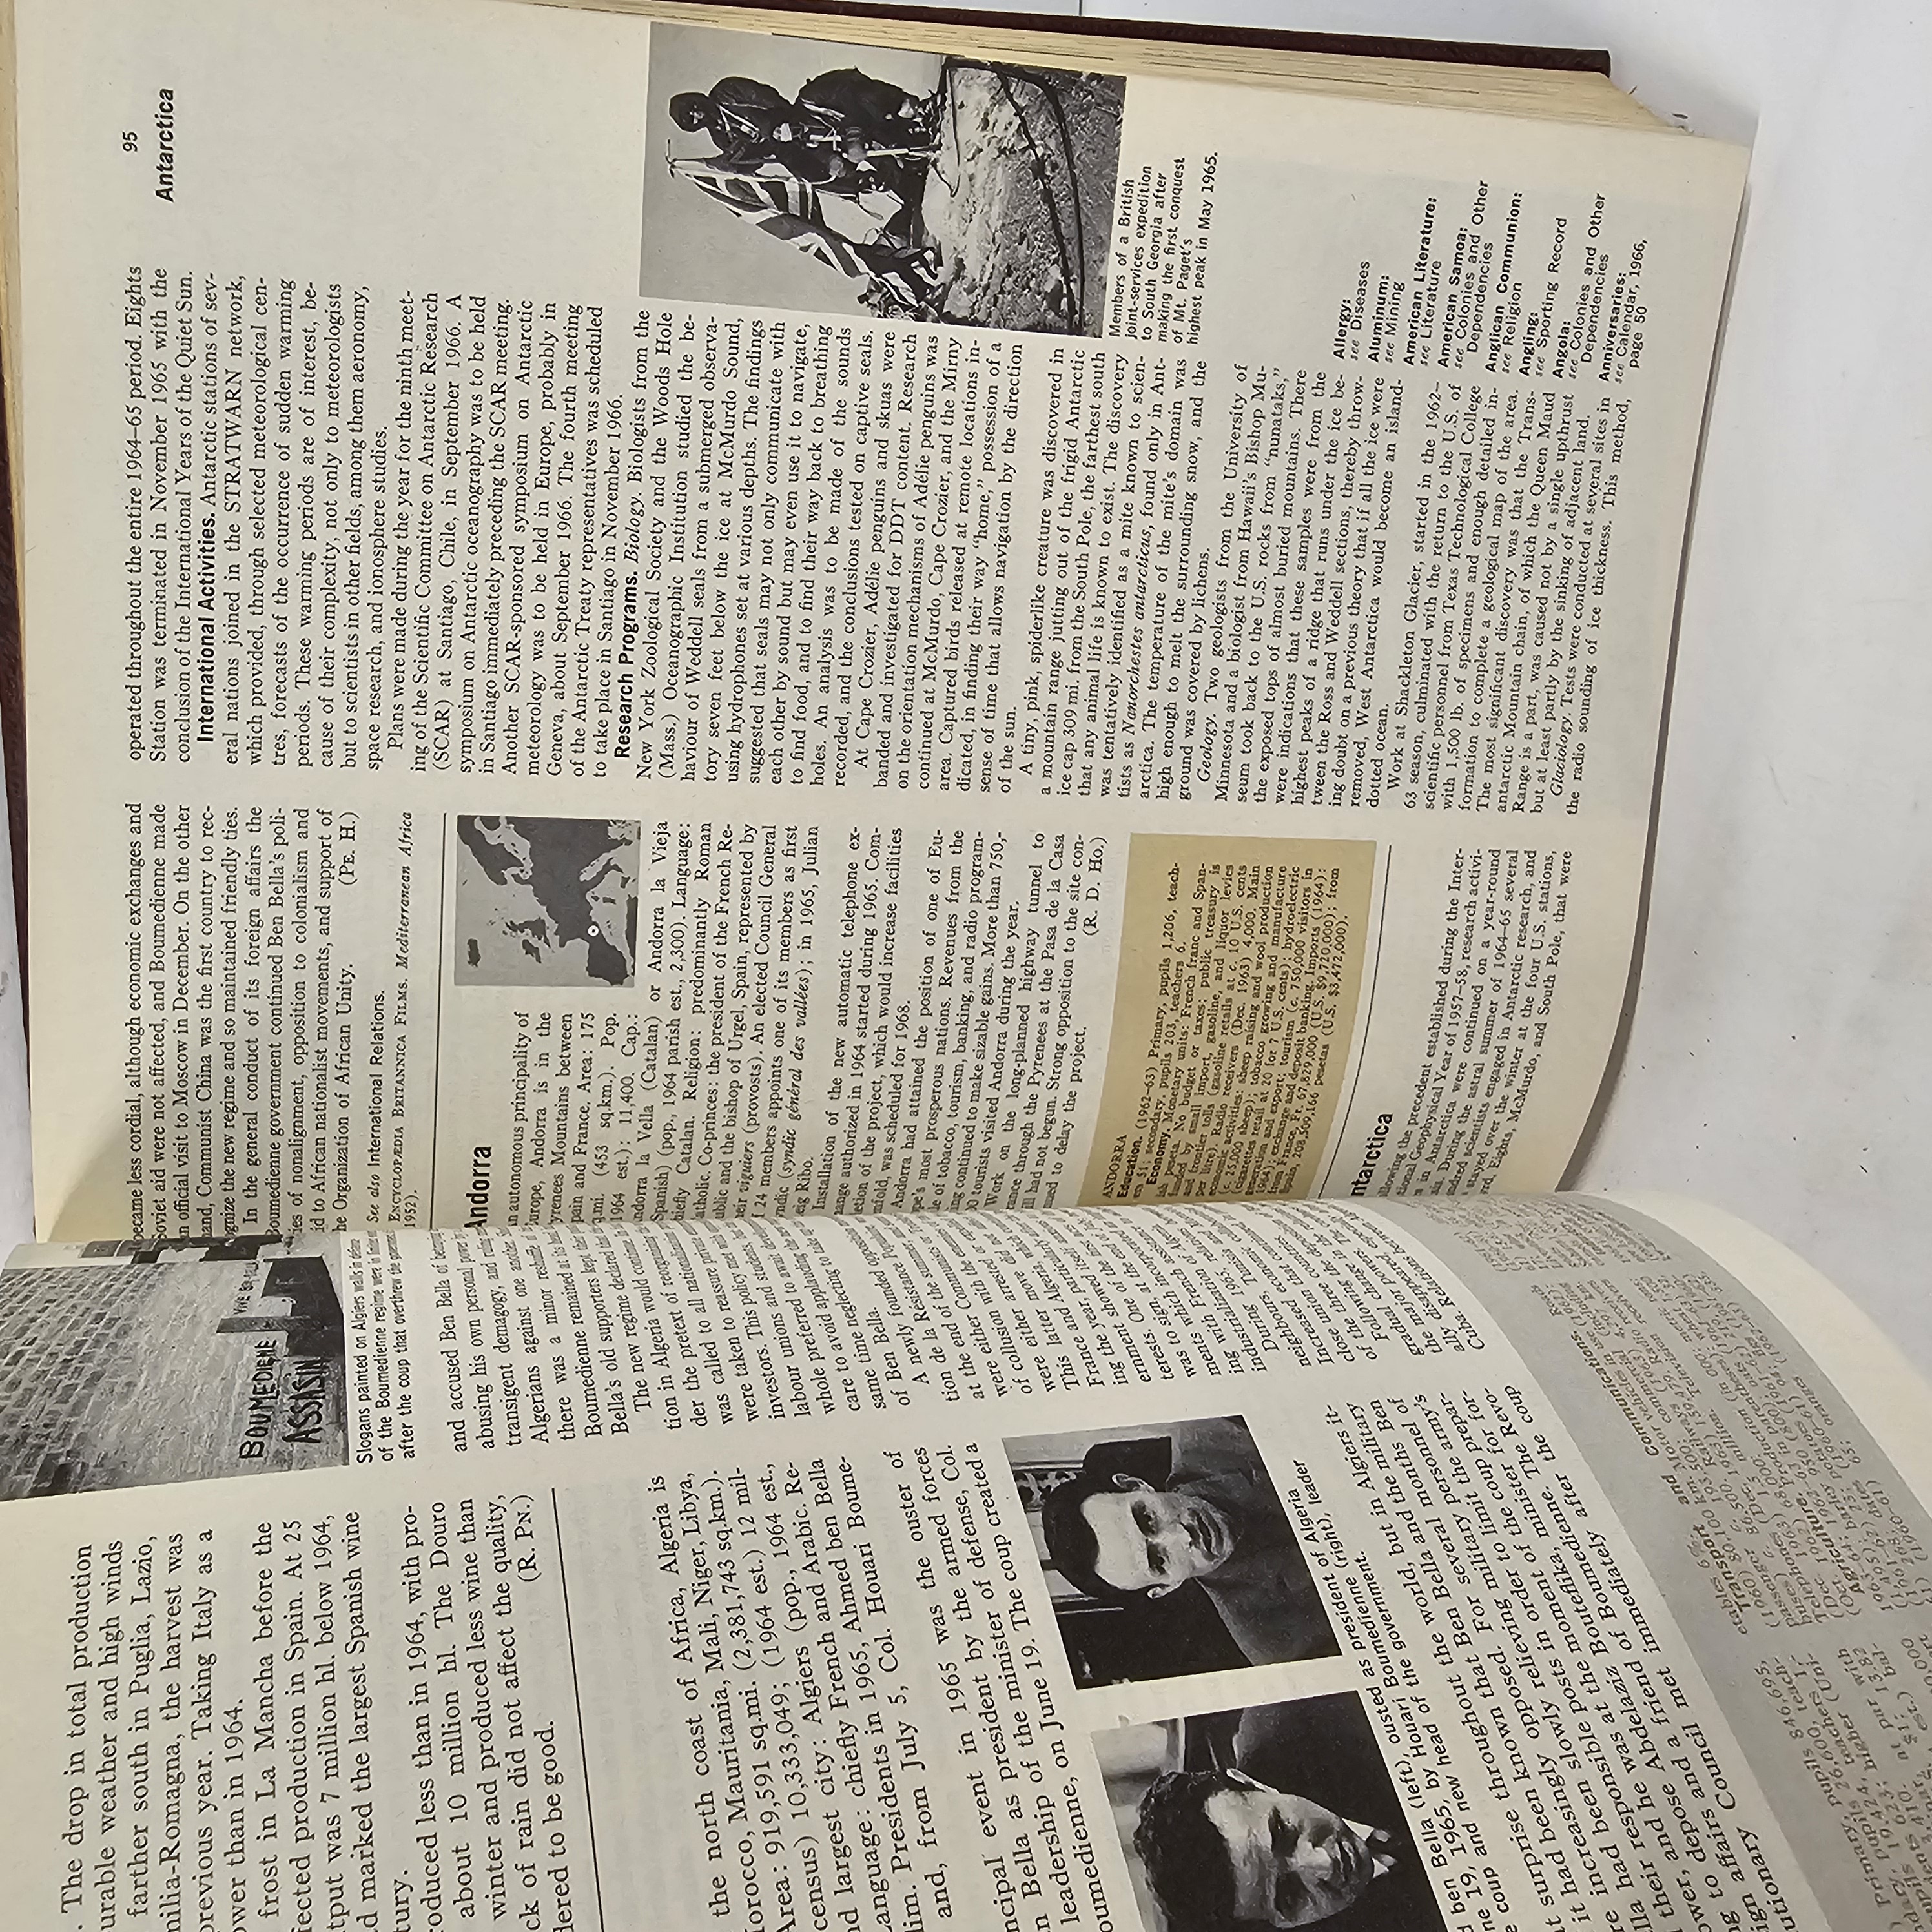 . The drop in total production
urable weather and high winds
farther south in Puglia, Lazio,
milia-Romagna, the harvest was
previous year. Taking Italy as a
ower than in 1964.
frost in La Mancha before the
fected production in Spain. At 25
tput was 7 million hl. below 1964,
d marked the largest Spanish wine
tury.
roduced less than in 1964, with pro-
about 10 million hl. The Douro
winter and produced less wine than
ck of rain did not affect the quality,
dered to be good. (R. PN.)
the north coast of Africa, Algeria is
Morocco, Mauritania, Mali, Niger, Libya,
Area: 919,591 sq.mi. (2,381,743 sq.km.).
census) 10,333,049; (1964 est.) 12 mil-
nd largest city: Algiers (pop., 1964 est.,
Language: chiefly French and Arabic. Re-
lim. Presidents in 1965, Ahmed ben Bella
and, from July 5, Col. Houari Boume-
ncipal event in 1965 was the ouster of
n Bella as president by the armed forces
leadership of the minister of defense, Col.
oumedienne, on June 19. The coup created a
d ben Bella (left), ousted as president of Algeria
ne 19, 1965, by Houari Boumedienne (right), leader
e coup and new head of the government.
at surprise throughout the world, but in Algiers it-
it had been known that Ben Bella and the military
re increasingly opposed. For several months Ben
lla had been slowly relieving military personnel of
their responsible posts in order to limit the army's
ower, and he was at the moment of the coup prepar-
ng to depose Abdelaziz Bouteflika, minister for for-
ign affairs and a friend of Boumedienne. The Revo-
utionary Council met immediately after the coup
) Primary, pupils 846,695,
ndary, pupils 26,600, teach-
pupils 19,424, teachers 1,-
dents 623; higher (Uni-
3,410.
nar, at par with
$1; 13.82
est.) bal-
etables 6%.
Transport and Communications. Roads
(1960) 80,100 km. Motor vehicles in use (1962):
passenger c. 193,500; commercial (including
buses) c. 86,500. Railways (1963) 4,297 km.
Telephones (Dec. 1963) 159,479. Radio receivers
(Dec. 1963) 1.5 million. Television receivers
(Oct. 1962) 68,000.
Agriculture. Production (in 000; metric tons;
BOUMEDIENE
ASSASIN
VIVE BEN-BELLA
Slogans painted on Algiers walls in defiance
of the Boumedienne regime were in
after the coup that overthrew the government.
and accused Ben Bella of betraying
abusing his own personal power by
transigent demagogy, and ruling
Algerians against one another.
there was a minor reshuffle of
Boumedienne remained at its head,
Bella's old supporters kept their
The new regime declared that the
tion in Algeria would continue.
der the pretext of reorganizing
was called to all nationalization
were taken to reassure private
investors. This policy met with
labour unions and students, but
whole preferred to await
care to avoid applauding the new
same time neglecting to take up
of Ben Bella.
A newly founded opposition
tion de la Résistance Populaire
at the end of the summer, and
were either Communists or
of collusion with the enemies of
were either arrested or
This latter move did not
France and Algeria, which
ing the year, particularly after the
ernment showed itself anxious
terests. One of the first acts
was to sign, at the end of July,
ments which incorporated
ing with French assistance
industrialization of Algeria.
During 1965, relations between
neighbours, Tunisia and
Increased economic
close union that continued
of the three countries.
Following the deposition of
gradual change in the
the major powers. The
ally disappeared, especially
Cuba. Relations between
became less cordial, although economic exchanges and
Soviet aid were not affected, and Boumedienne made
an official visit to Moscow in December. On the other
hand, Communist China was the first country to rec-
ognize the new regime and so maintained friendly ties.
In the general conduct of its foreign affairs the
Boumedienne government continued Ben Bella's poli-
cies of nonalignment, opposition to colonialism and
aid to African nationalist movements, and support of
the Organization of African Unity. (PE. H.)
See also International Relations.
ENCYCLOPÆDIA BRITANNICA FILMS. Mediterranean Africa
1952).
Andorra
An autonomous principality of
Europe, Andorra is in the
Pyrenees Mountains between
Spain and France. Area: 175
sq.mi. (453 sq.km.). Pop.
(1964 est.): 11,400. Cap.:
Andorra la Vella (Catalan) or Andorra la Vieja
(Spanish) (pop., 1964 parish est., 2,300). Language:
chiefly Catalan. Religion: predominantly Roman
Catholic. Co-princes: the president of the French Re-
public and the bishop of Urgel, Spain, represented by
their viguiers (provosts). An elected Council General
of 24 members appoints one of its members as first
syndic (syndic général des vallées); in 1965, Julian
Reig Ribo.
Installation of the new automatic telephone ex-
change authorized in 1964 started during 1965. Com-
pletion of the project, which would increase facilities
nfold, was scheduled for 1968.
Andorra had attained the position of one of Eu-
rope's most prosperous nations. Revenues from the
sale of tobacco, tourism, banking, and radio program-
ming continued to make sizable gains. More than 750,-
000 tourists visited Andorra during the year.
Work on the long-planned highway tunnel to
France through the Pyrenees at the Pasa de la Casa
still had not begun. Strong opposition to the site con-
tinued to delay the project. (R. D. HO.)
ANDORRA
Education. (1962–63) Primary, pupils 1,206, teach-
ers 51; secondary, pupils 203, teachers 6.
Economy. Monetary units: French franc and Span-
ish peseta. No budget or taxes; public treasury is
funded by small import, gasoline, and liquor levies
and frontier tolls (gasoline retails at c. 10 U.S. cents
per litre). Radio receivers (Dec. 1963) 4,000. Main
economic activities: sheep raising and wool production
(c. 25,000 sheep); tobacco growing and manufacture
(cigarettes retail at 20 for 7 U.S. cents); hydroelectric
generation and export; tourism (c. 750,000 visitors in
1964); exchange and deposit banking. Imports (1964):
from France, Fr. 67,829,000 (U.S. $9,720,000); from
Spain, 208,509,166 pesetas (U.S. $3,472,000).
ntarctica
llowing the precedent established during the Inter-
national Geophysical Year of 1957–58, research activi-
ties in Antarctica were continued on a year-round
basis. During the astral summer of 1964–65 several
hundred scientists engaged in Antarctic research, and
stayed over the winter at the four U.S. stations,
Byrd, Eights, McMurdo, and South Pole, that were
operated throughout the entire 1964–65 period. Eights
Station was terminated in November 1965 with the
conclusion of the International Years of the Quiet Sun.
International Activities. Antarctic stations of sev-
eral nations joined in the STRATWARN network,
which provided, through selected meteorological cen-
tres, forecasts of the occurrence of sudden warming
periods. These warming periods are of interest, be-
cause of their complexity, not only to meteorologists
but to scientists in other fields, among them aeronomy,
space research, and ionosphere studies.
Plans were made during the year for the ninth meet-
ing of the Scientific Committee on Antarctic Research
(SCAR) at Santiago, Chile, in September 1966. A
symposium on Antarctic oceanography was to be held
in Santiago immediately preceding the SCAR meeting.
Another SCAR-sponsored symposium on Antarctic
meteorology was to be held in Europe, probably in
Geneva, about September 1966. The fourth meeting
of the Antarctic Treaty representatives was scheduled
to take place in Santiago in November 1966.
Research Programs. Biology. Biologists from the
New York Zoological Society and the Woods Hole
(Mass.) Oceanographic Institution studied the be-
haviour of Weddell seals from a submerged observa-
tory seven feet below the ice at McMurdo Sound,
using hydrophones set at various depths. The findings
suggested that seals may not only communicate with
each other by sound but may even use it to navigate,
to find food, and to find their way back to breathing
holes. An analysis was to be made of the sounds
recorded, and the conclusions tested on captive seals.
At Cape Crozier, Adélie penguins and skuas were
banded and investigated for DDT content. Research
on the orientation mechanisms of Adélie penguins was
continued at McMurdo, Cape Crozier, and the Mirny
area. Captured birds released at remote locations in-
dicated, in finding their way "home," possession of a
sense of time that allows navigation by the direction
of the sun.
A tiny, pink, spiderlike creature was discovered in
a mountain range jutting out of the frigid Antarctic
ice cap 309 mi. from the South Pole, the farthest south
that any animal life is known to exist. The discovery
was tentatively identified as a mite known to scien-
tists as Nanorchestes antarcticus, found only in Ant-
arctica. The temperature of the mite's domain was
high enough to melt the surrounding snow, and the
ground was covered by lichens.
Geology. Two geologists from the University of
Minnesota and a biologist from Hawaii's Bishop Mu-
seum took back to the U.S. rocks from "nunataks,"
the exposed tops of almost buried mountains. There
were indications that these samples were from the
highest peaks of a ridge that runs under the ice be-
tween the Ross and Weddell sections, thereby throw-
ing doubt on a previous theory that if all the ice were
removed, West Antarctica would become an island-
dotted ocean.
Work at Shackleton Glacier, started in the 1962–
63 season, culminated with the return to the U.S. of
scientific personnel from Texas Technological College
with 1,500 lb. of specimens and enough detailed in-
formation to complete a geological map of the area.
The most significant discovery was that the Trans-
antarctic Mountain chain, of which the Queen Maud
Range is a part, was caused not by a single upthrust
but at least partly by the sinking of adjacent land.
Glaciology. Tests were conducted at several sites in
the radio sounding of ice thickness. This method,
95
Antarctica
Members of a British
joint-services expedition
to South Georgia after
making the first conquest
of Mt. Paget's
highest peak in May 1965.
Allergy:
see Diseases
Aluminum:
see Mining
American Literature:
see Literature
American Samoa:
see Colonies and Other
Dependencies
Anglican Communion:
see Religion
Angling:
see Sporting Record
Angola:
see Colonies and Other
Dependencies
Anniversaries:
see Calendar, 1966,
page 50